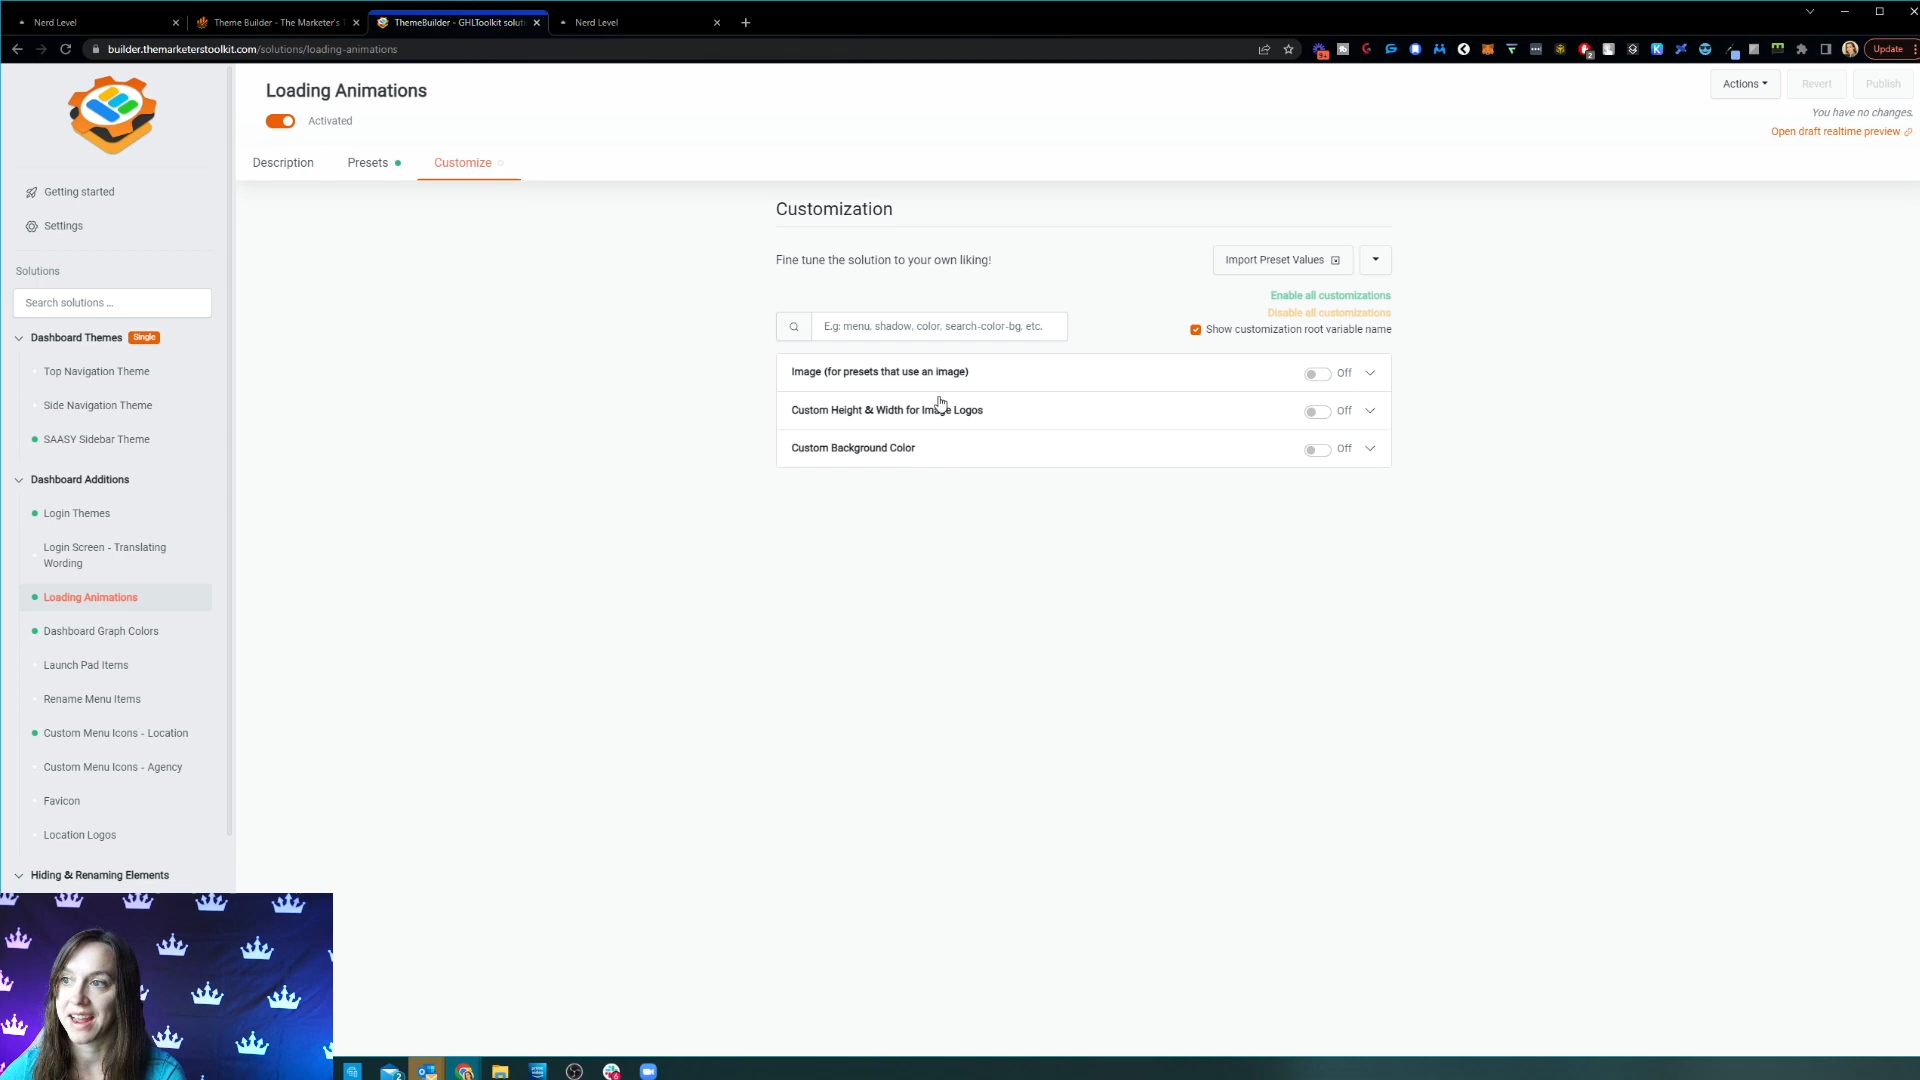 Nerd Level
Theme Builder - The Marketer's
ThemeBuilder - GHLToolkit soluti
Nerd Level
builder.themarketerstoolkit.com/solutions/loading-animations
Update
Loading Animations
Activated
Actions
Revert
Publish
You have no changes.
Open draft realtime preview
Description
Presets
Customize
Getting started
Settings
Solutions
Search solutions ...
Dashboard Themes Single
Top Navigation Theme
Side Navigation Theme
SAASY Sidebar Theme
Dashboard Additions
Login Themes
Login Screen - Translating
Wording
Loading Animations
Dashboard Graph Colors
Launch Pad Items
Rename Menu Items
Custom Menu Icons - Location
Custom Menu Icons - Agency
Favicon
Location Logos
Hiding & Renaming Elements
Customization
Fine tune the solution to your own liking!
Import Preset Values
Enable all customizations
Disable all customizations
Show customization root variable name
E.g: menu, shadow, color, search-color-bg, etc.
Image (for presets that use an image)
Off
Custom Height & Width for Image Logos
Off
Custom Background Color
Off